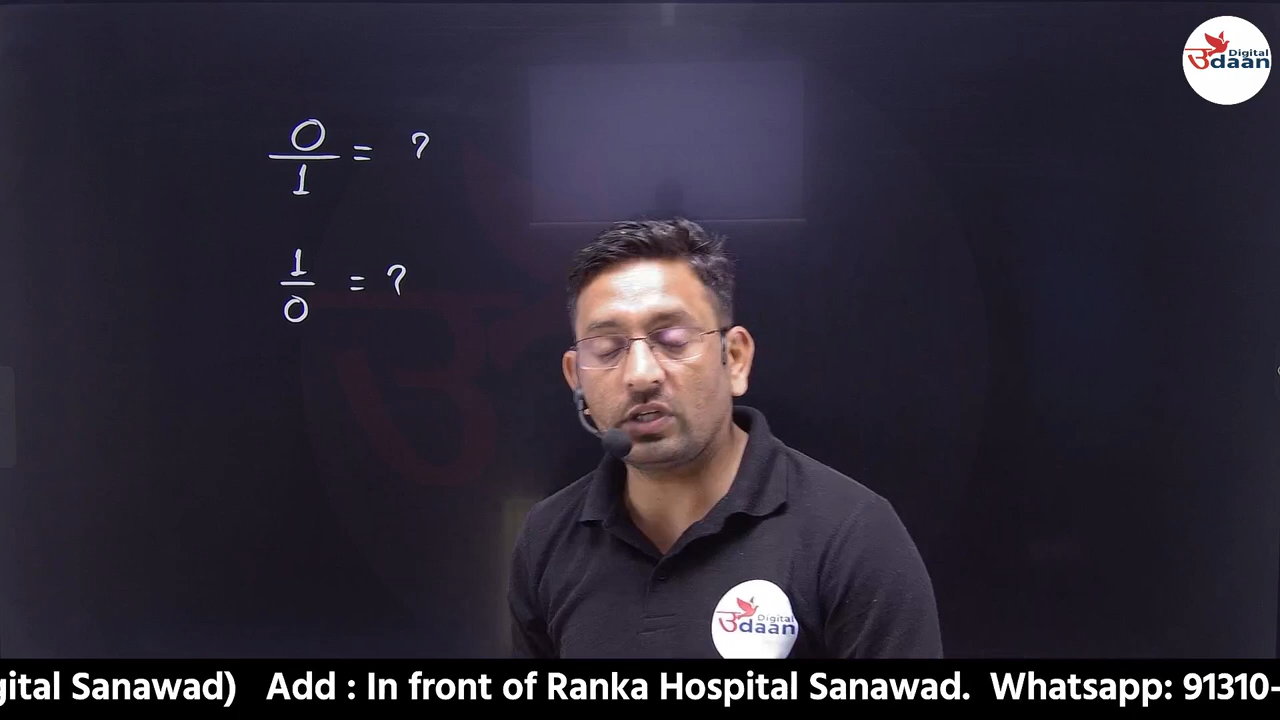 Digital
उdaan
0
1 = ?
1
0 = ?
Digital
उdaan
gital Sanawad) Add : In front of Ranka Hospital Sanawad. Whatsapp: 91310-